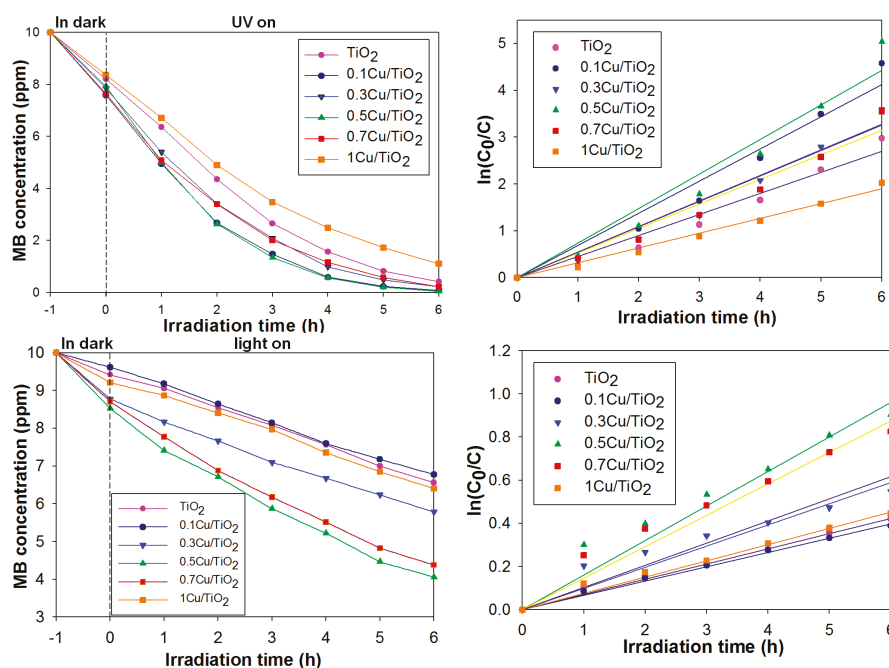 In dark
UV on
10
8
6
4
2
0
MB concentration (ppm)
-1 0 1 2 3 4 5 6
Irradiation time (h)
TiO2
0.1Cu/TiO2
0.3Cu/TiO2
0.5Cu/TiO2
0.7Cu/TiO2
1Cu/TiO2
5
4
3
2
1
0
ln(C0/C)
0 1 2 3 4 5 6
Irradiation time (h)
TiO2
0.1Cu/TiO2
0.3Cu/TiO2
0.5Cu/TiO2
0.7Cu/TiO2
1Cu/TiO2
In dark
light on
10
9
8
7
6
5
4
3
MB concentration (ppm)
-1 0 1 2 3 4 5 6
Irradiation time (h)
TiO2
0.1Cu/TiO2
0.3Cu/TiO2
0.5Cu/TiO2
0.7Cu/TiO2
1Cu/TiO2
1.2
1.0
0.8
0.6
0.4
0.2
0.0
ln(C0/C)
0 1 2 3 4 5 6
Irradiation time (h)
TiO2
0.1Cu/TiO2
0.3Cu/TiO2
0.5Cu/TiO2
0.7Cu/TiO2
1Cu/TiO2